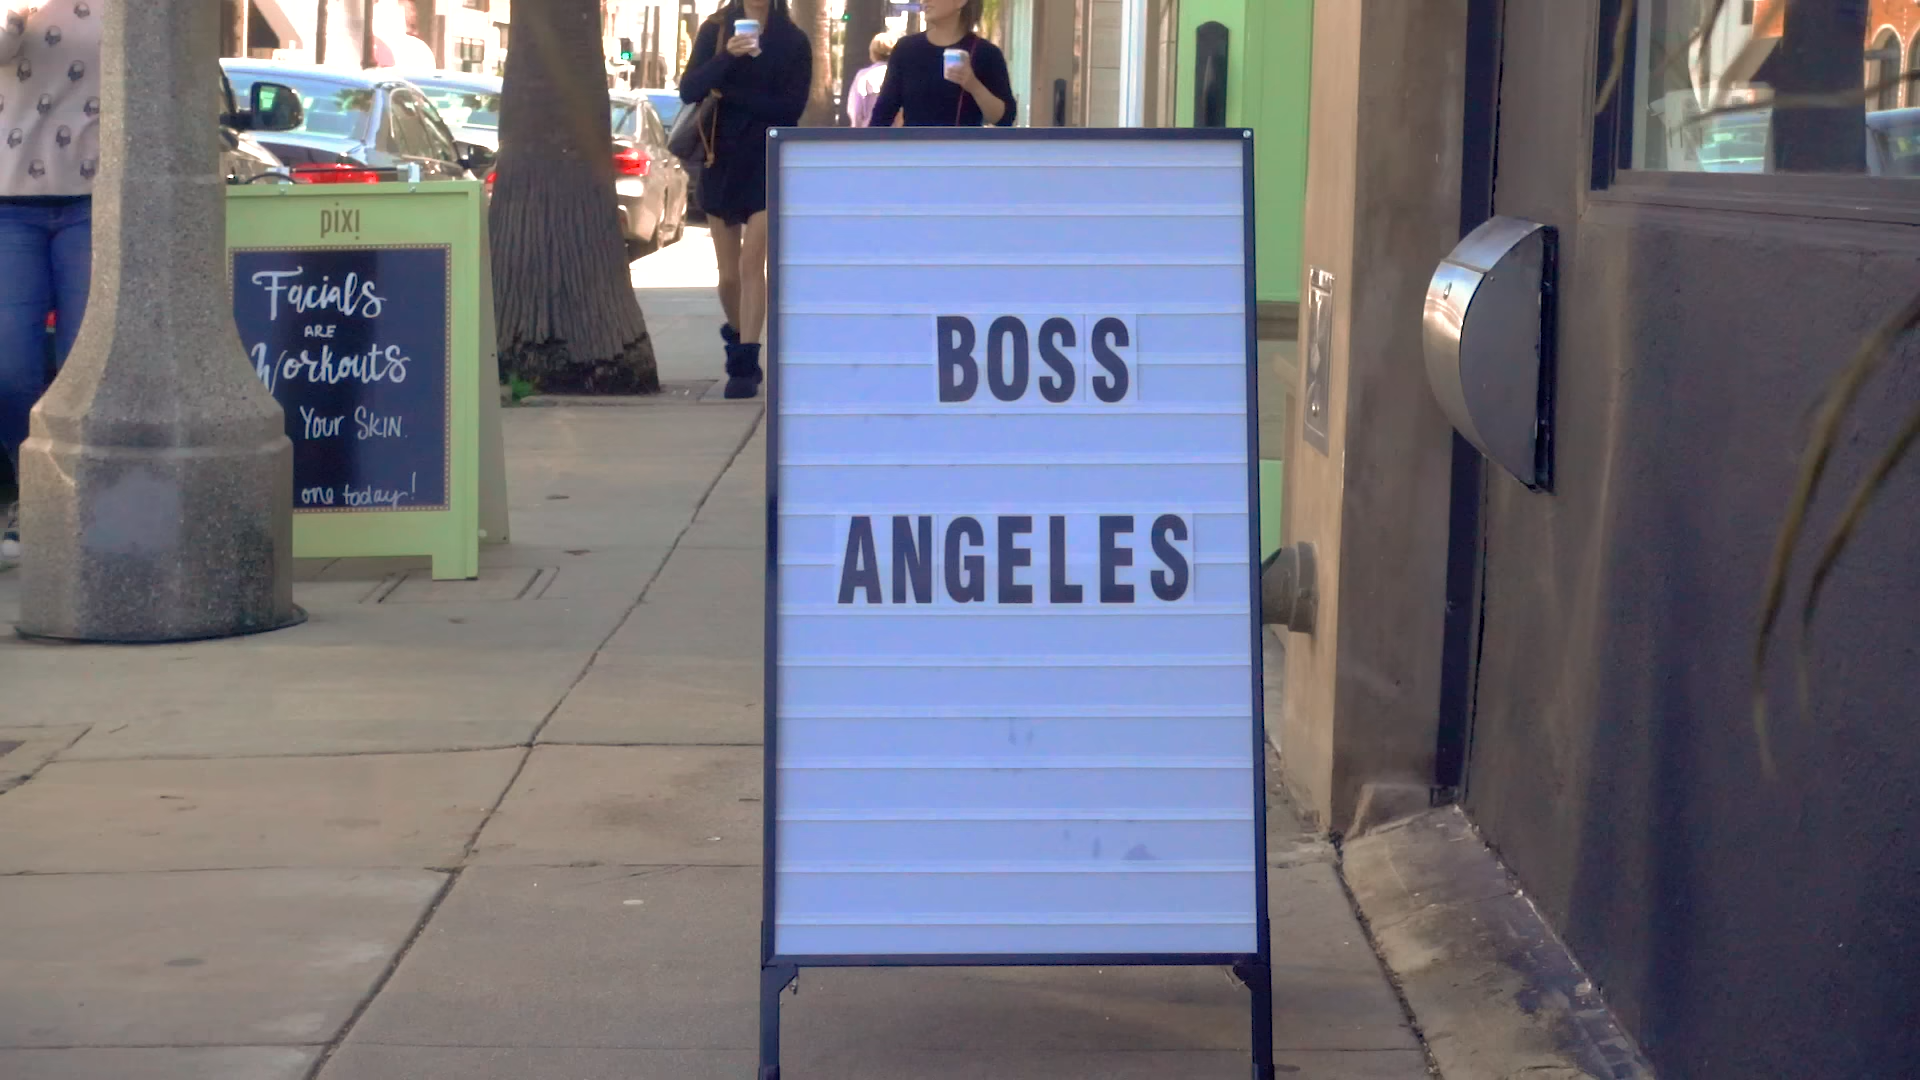 pixi
Facials
ARE
Workouts
Your Skin.
one today!
BOSS
ANGELES